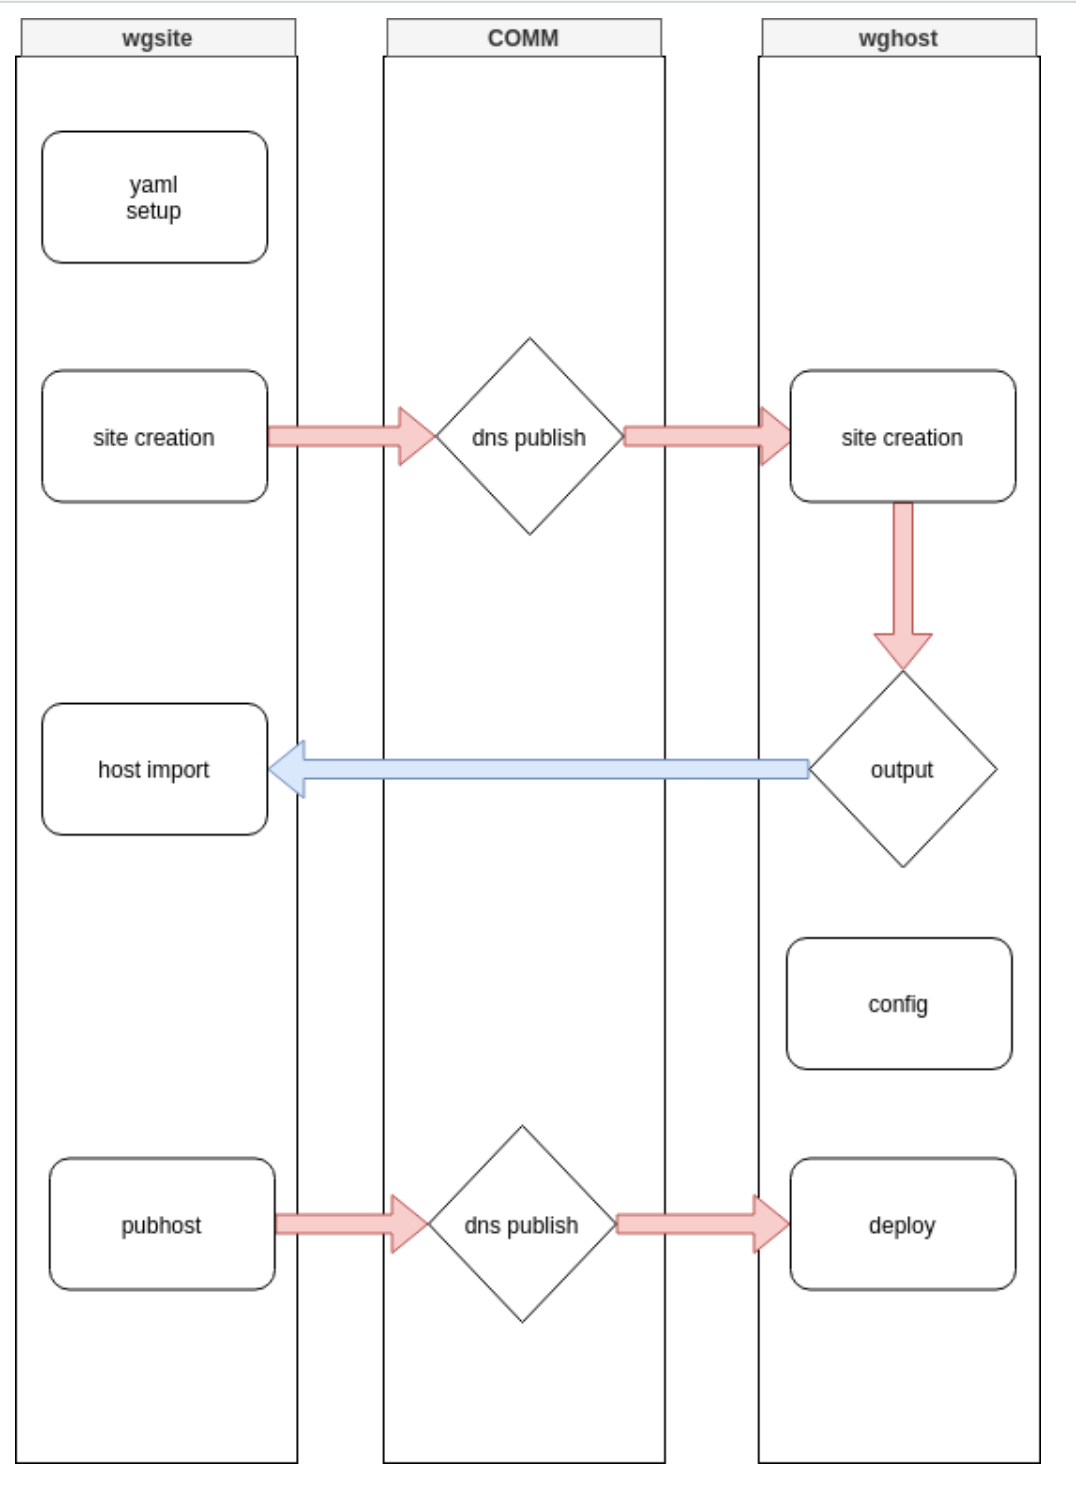 wgsite
COMM
wghost
yaml
setup
site creation
dns publish
site creation
host import
output
config
pubhost
dns publish
deploy